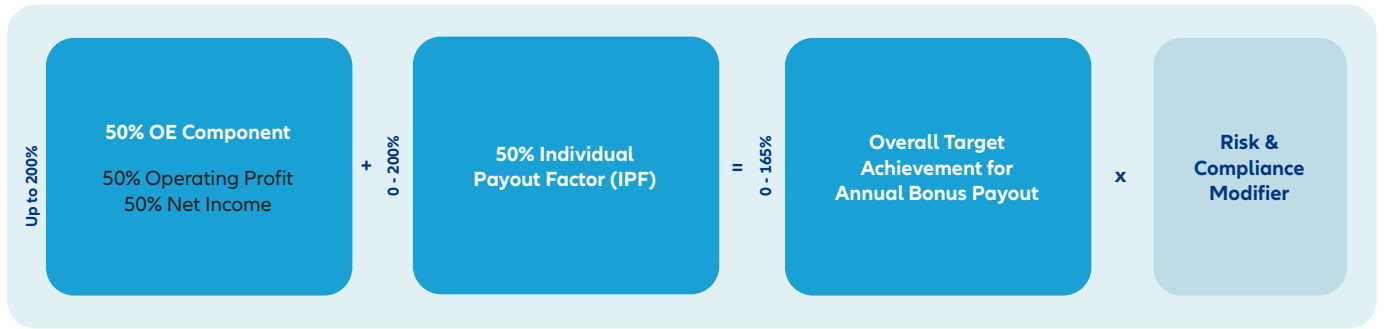 Up to 200%
50% OE Component
50% Operating Profit
50% Net Income
+
0 - 200%
50% Individual
Payout Factor (IPF)
=
0 - 165%
Overall Target
Achievement for
Annual Bonus Payout
x
Risk &
Compliance
Modifier